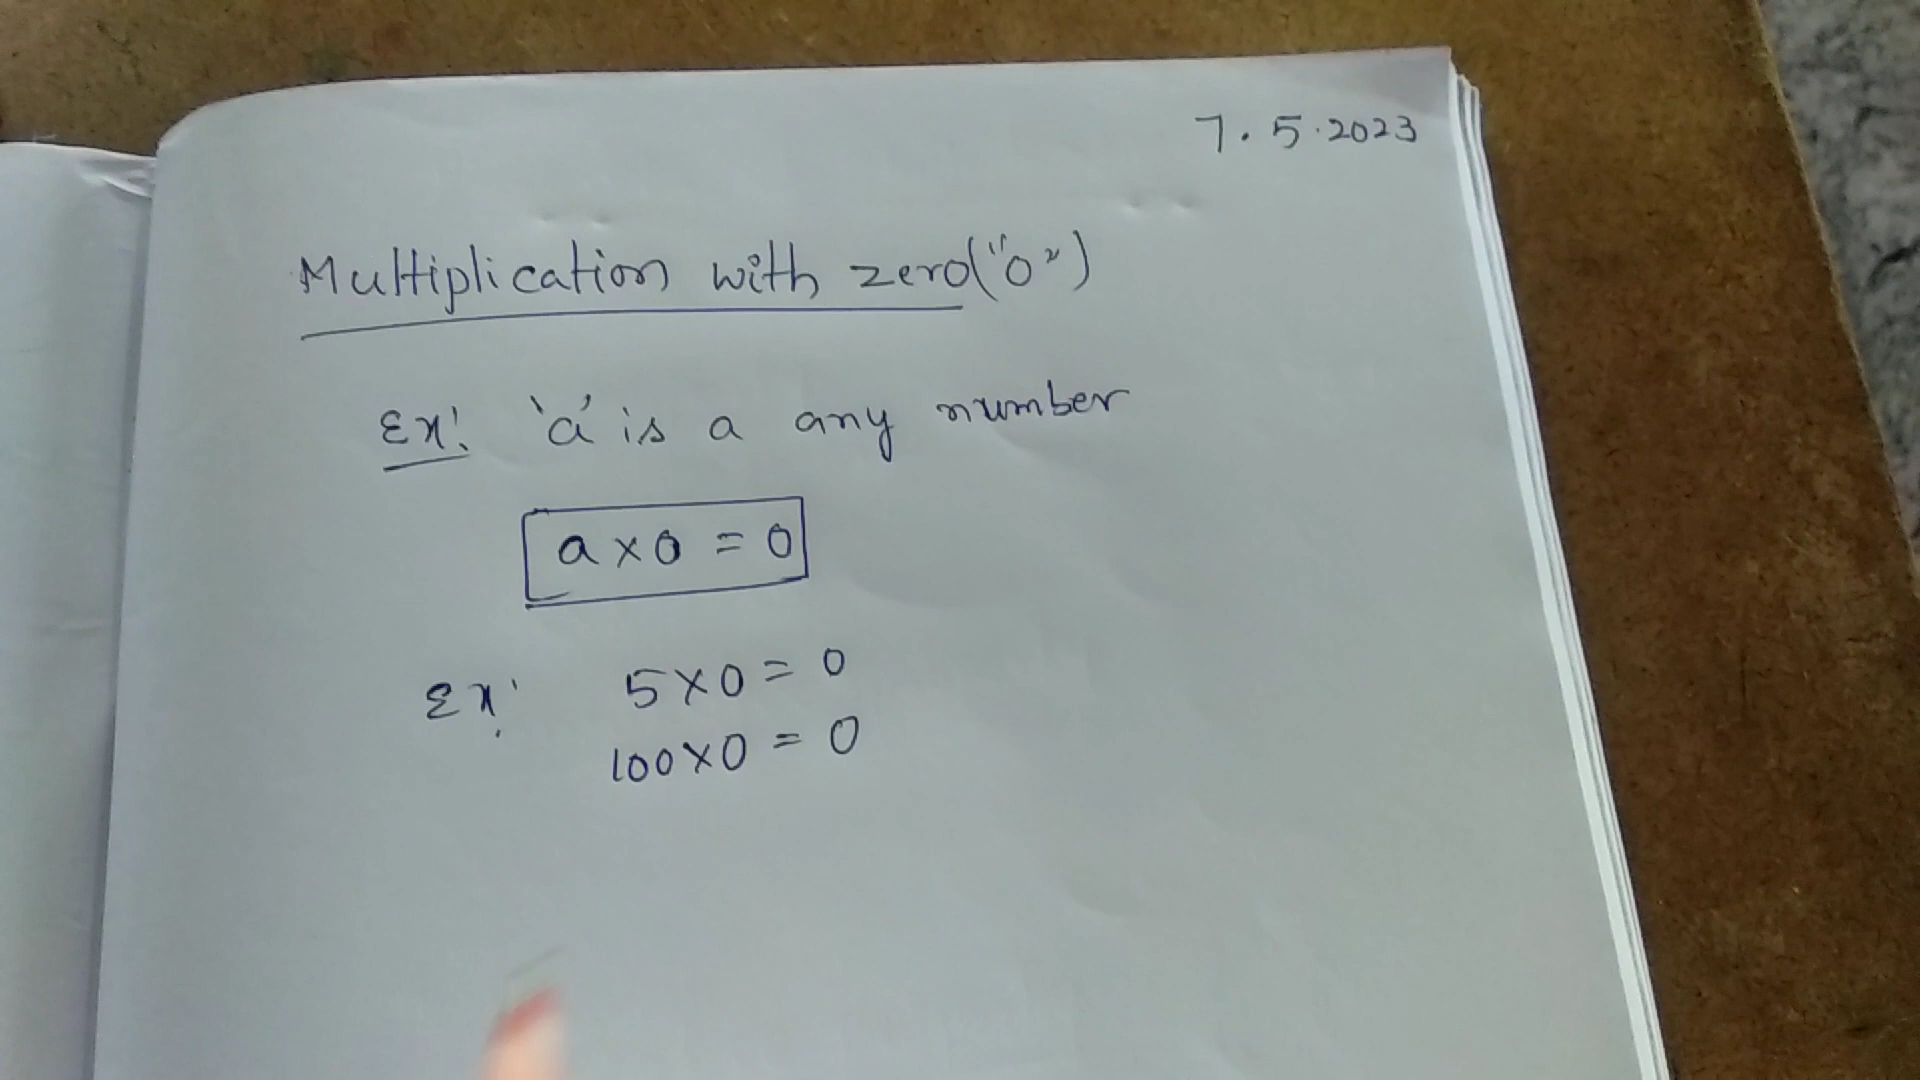 7.5.2023
Multiplication with zero("0")
Ex: 'a' is a any number
a x 0 = 0
Ex: 5 x 0 = 0
100 x 0 = 0